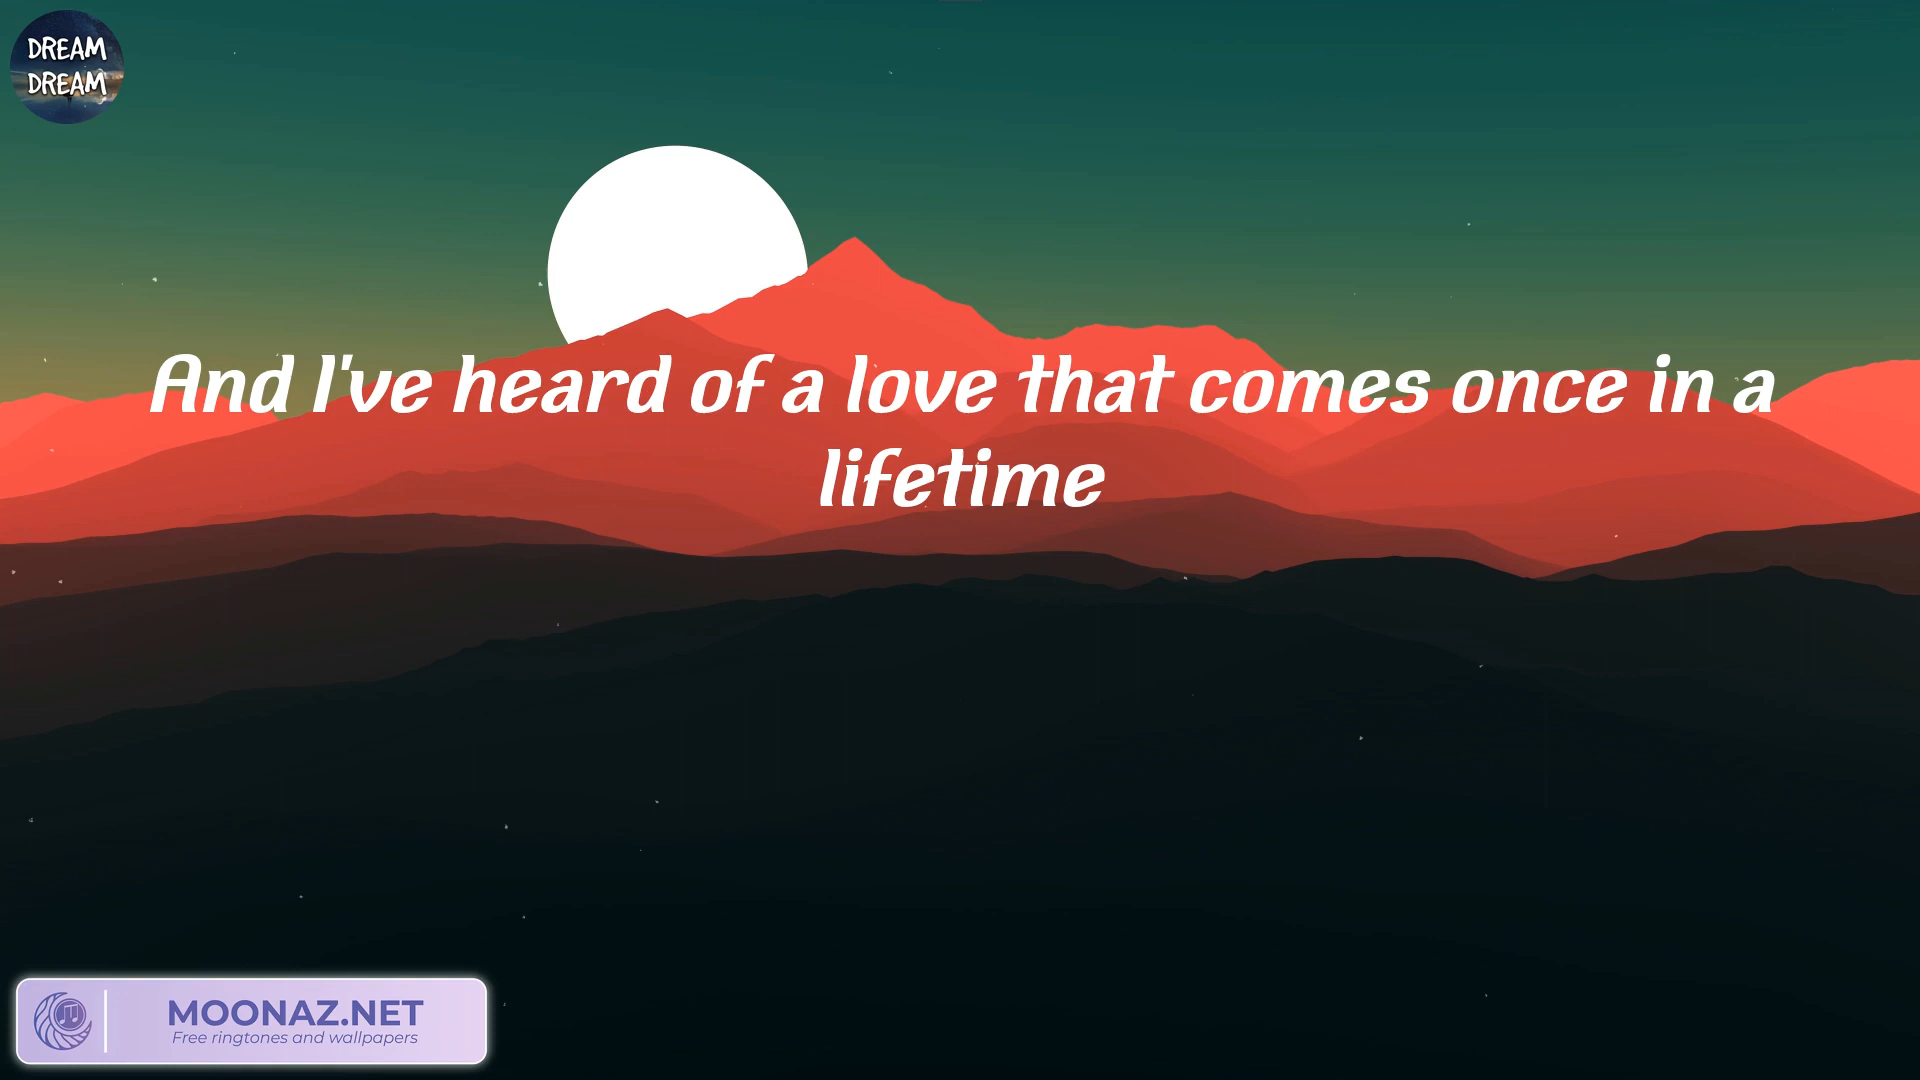 DREAM
DREAM
And I've heard of a love that comes once in a
lifetime
MOONAZ.NET
Free ringtones and wallpapers